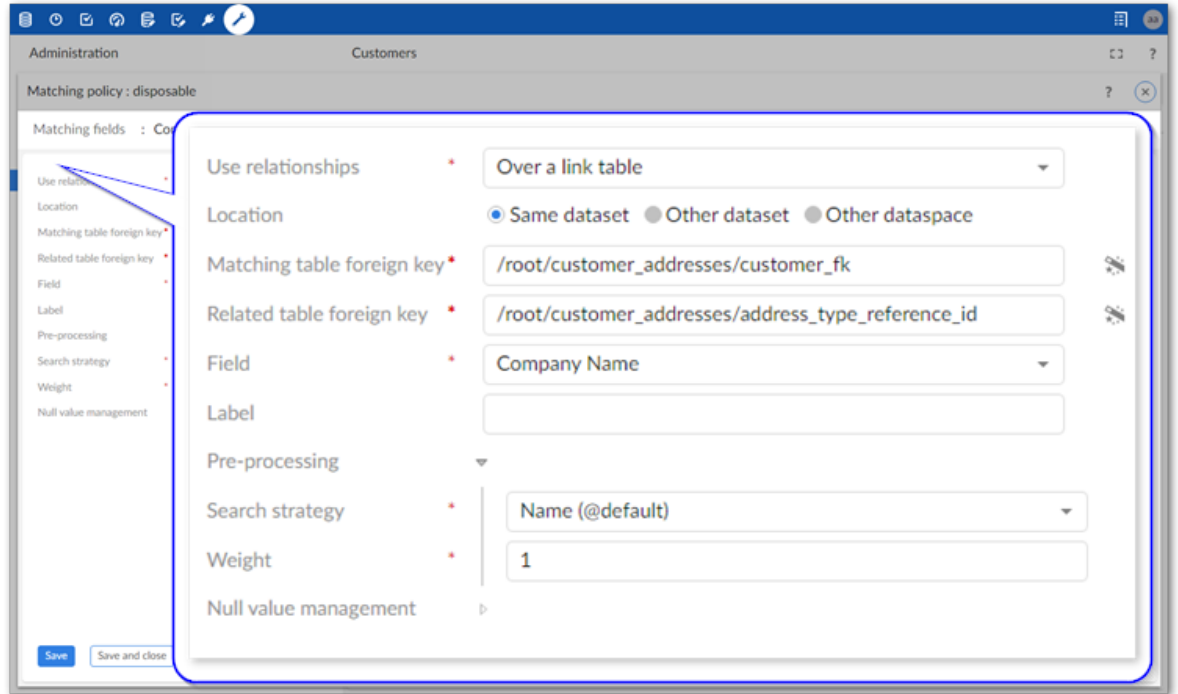 aa
Administration Customers ?
Matching policy : disposable ?
Matching fields :
Use relationships * Over a link table
Location Same dataset Other dataset Other dataspace
Matching table foreign key * /root/customer_addresses/customer_fk
Related table foreign key * /root/customer_addresses/address_type_reference_id
Field * Company Name
Label
Pre-processing
Search strategy * Name (@default)
Weight * 1
Null value management
Location
Matching table foreign key *
Related table foreign key *
Field *
Label
Pre-processing
Search strategy *
Weight *
Null value management
Save Save and close